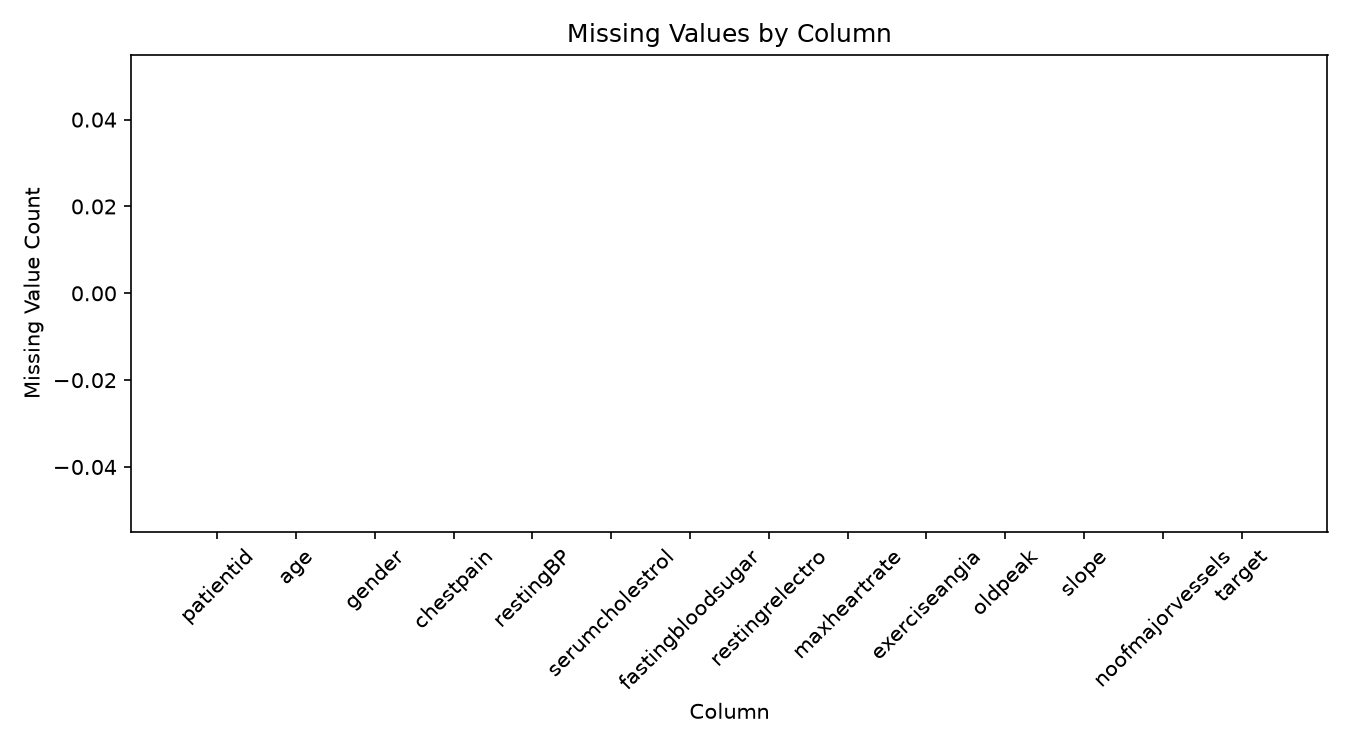 Missing Values by Column
Missing Value Count
0.04
0.02
0.00
−0.02
−0.04
patientid
age
gender
chestpain
restingBP
serumcholestrol
fastingbloodsugar
restingrelectro
maxheartrate
exerciseangia
oldpeak
slope
noofmajorvessels
target
Column